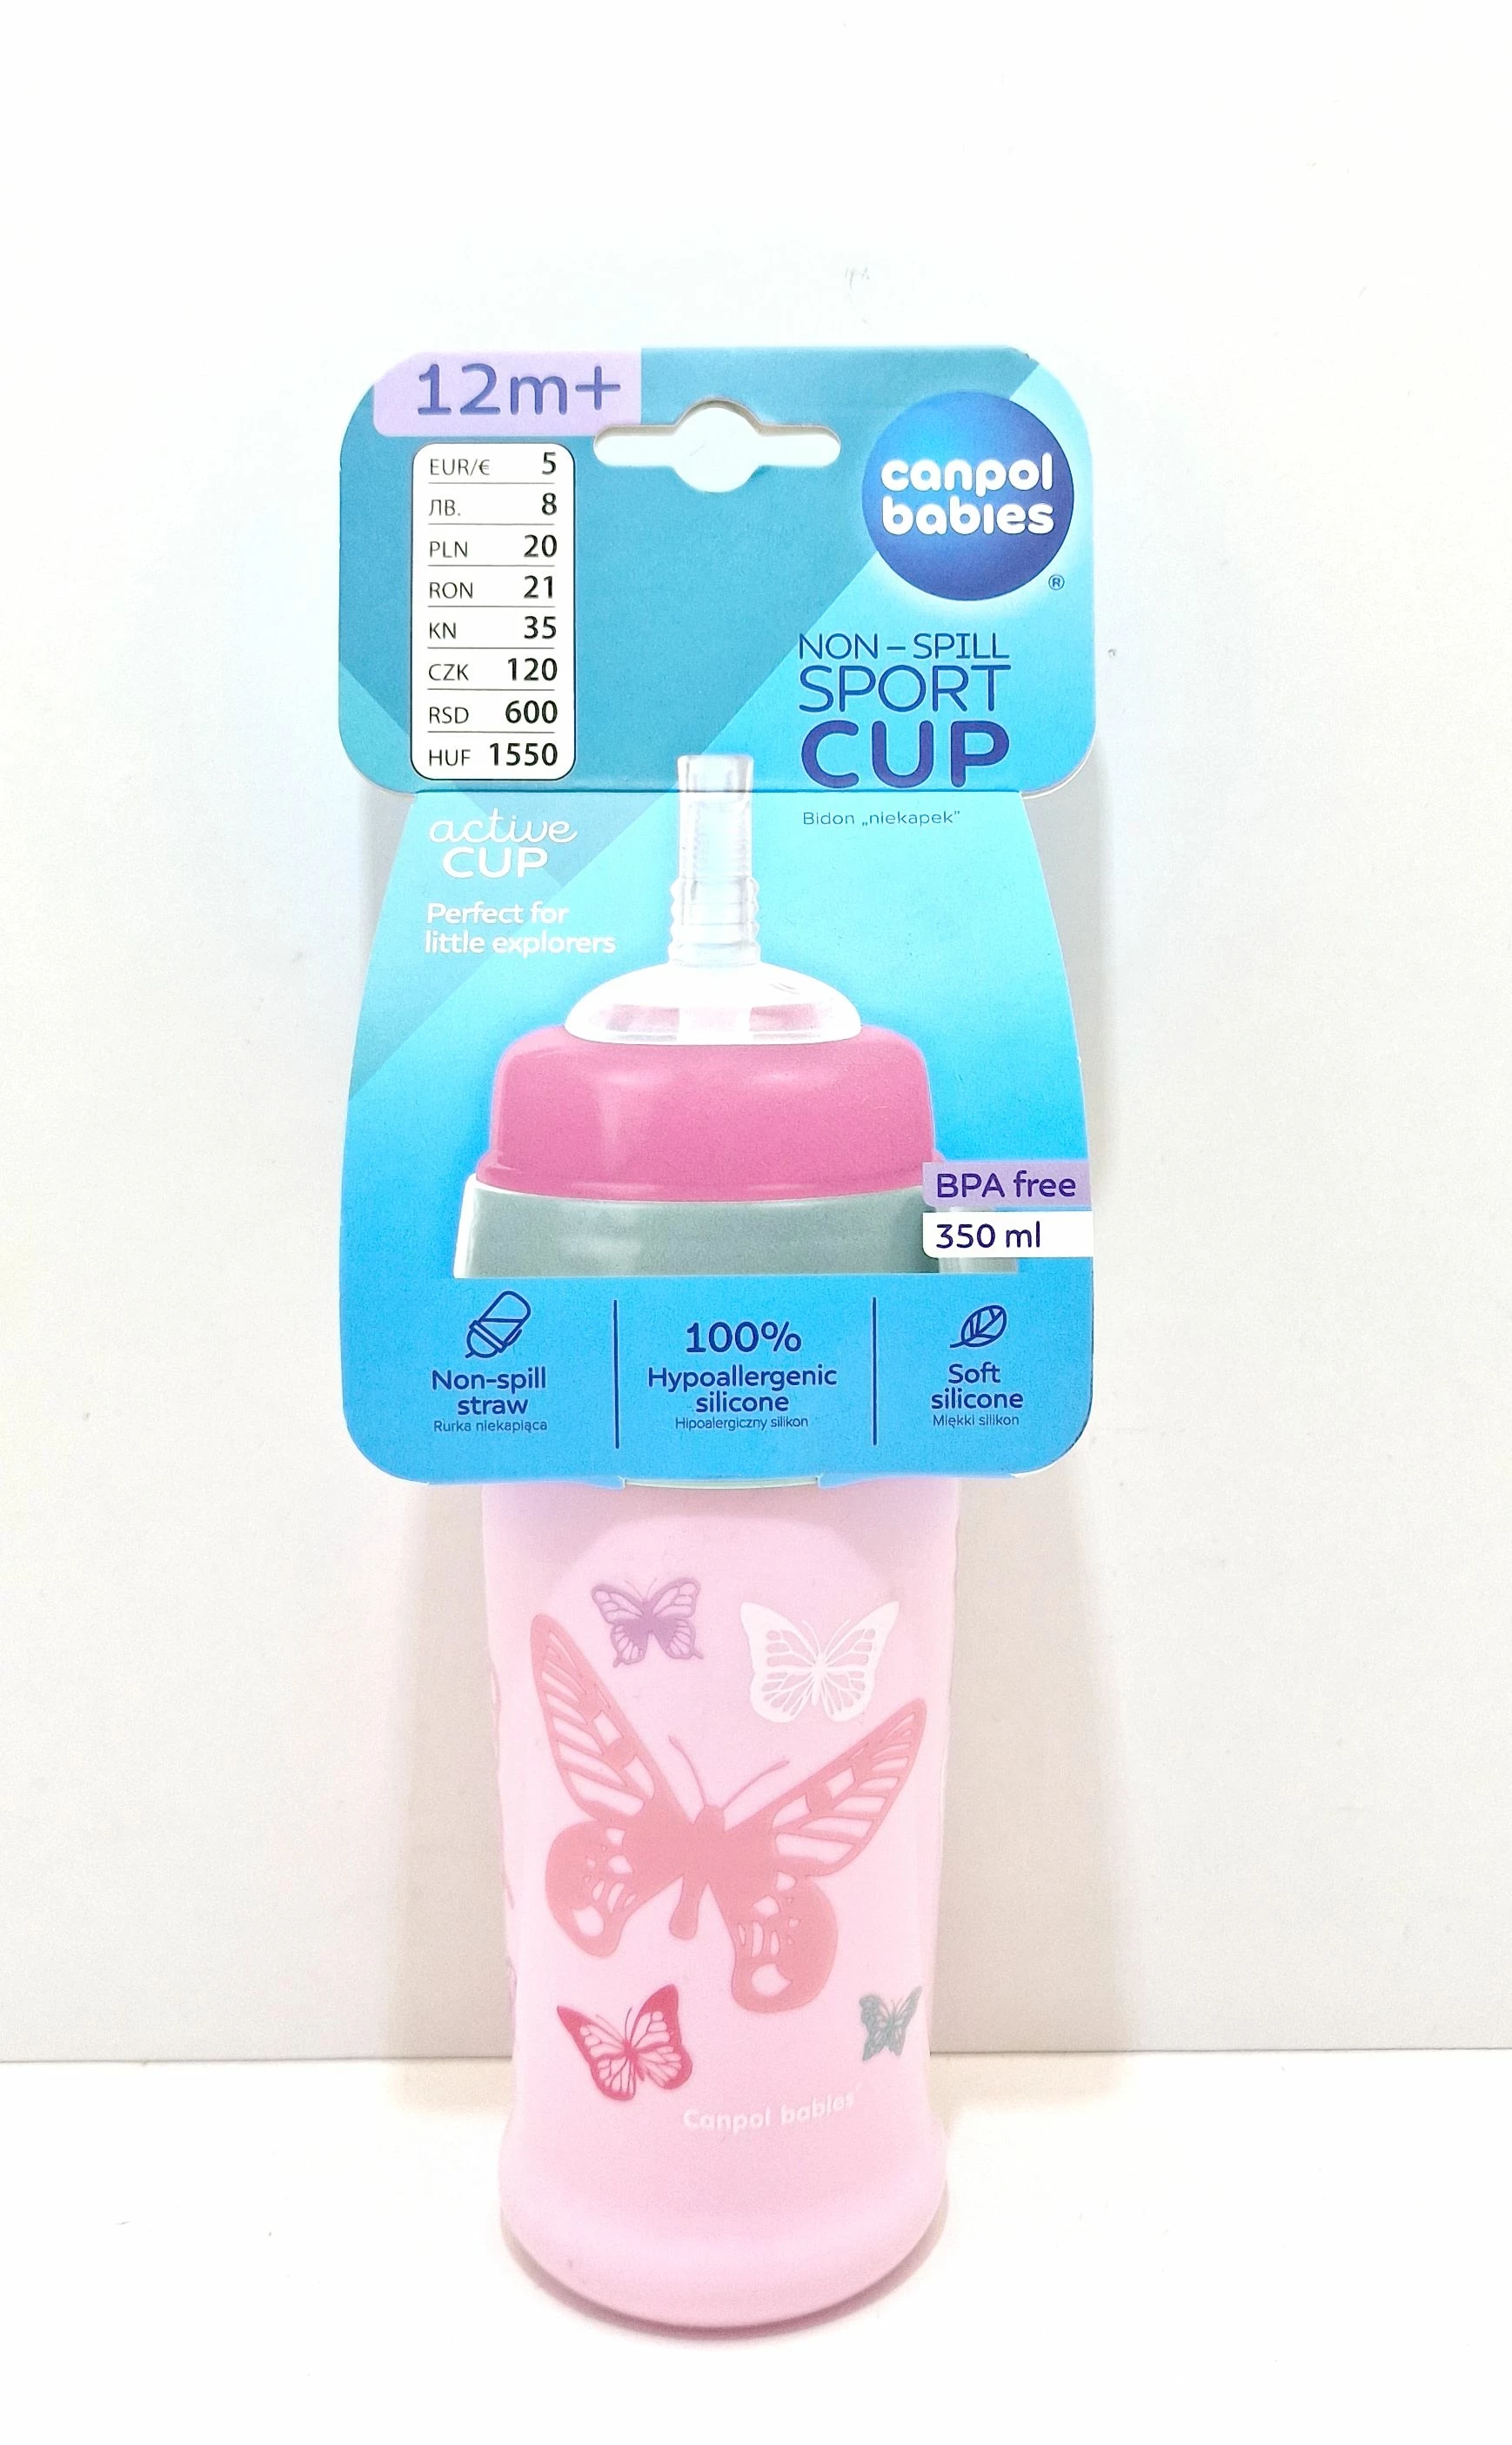 12m+
EUR/€ 5
ЛВ. 8
PLN 20
RON 21
KN 35
CZK 120
RSD 600
HUF 1550
canpol
babies
®
NON-SPILL
SPORT
CUP
Bidon „niekapek”
active
CUP
Perfect for
little explorers
BPA free
350 ml
Non-spill
straw
Rurka niekapiąca
100%
Hypoallergenic
silicone
Hipoalergiczny silikon
Soft
silicone
Miękki silikon
Canpol babies